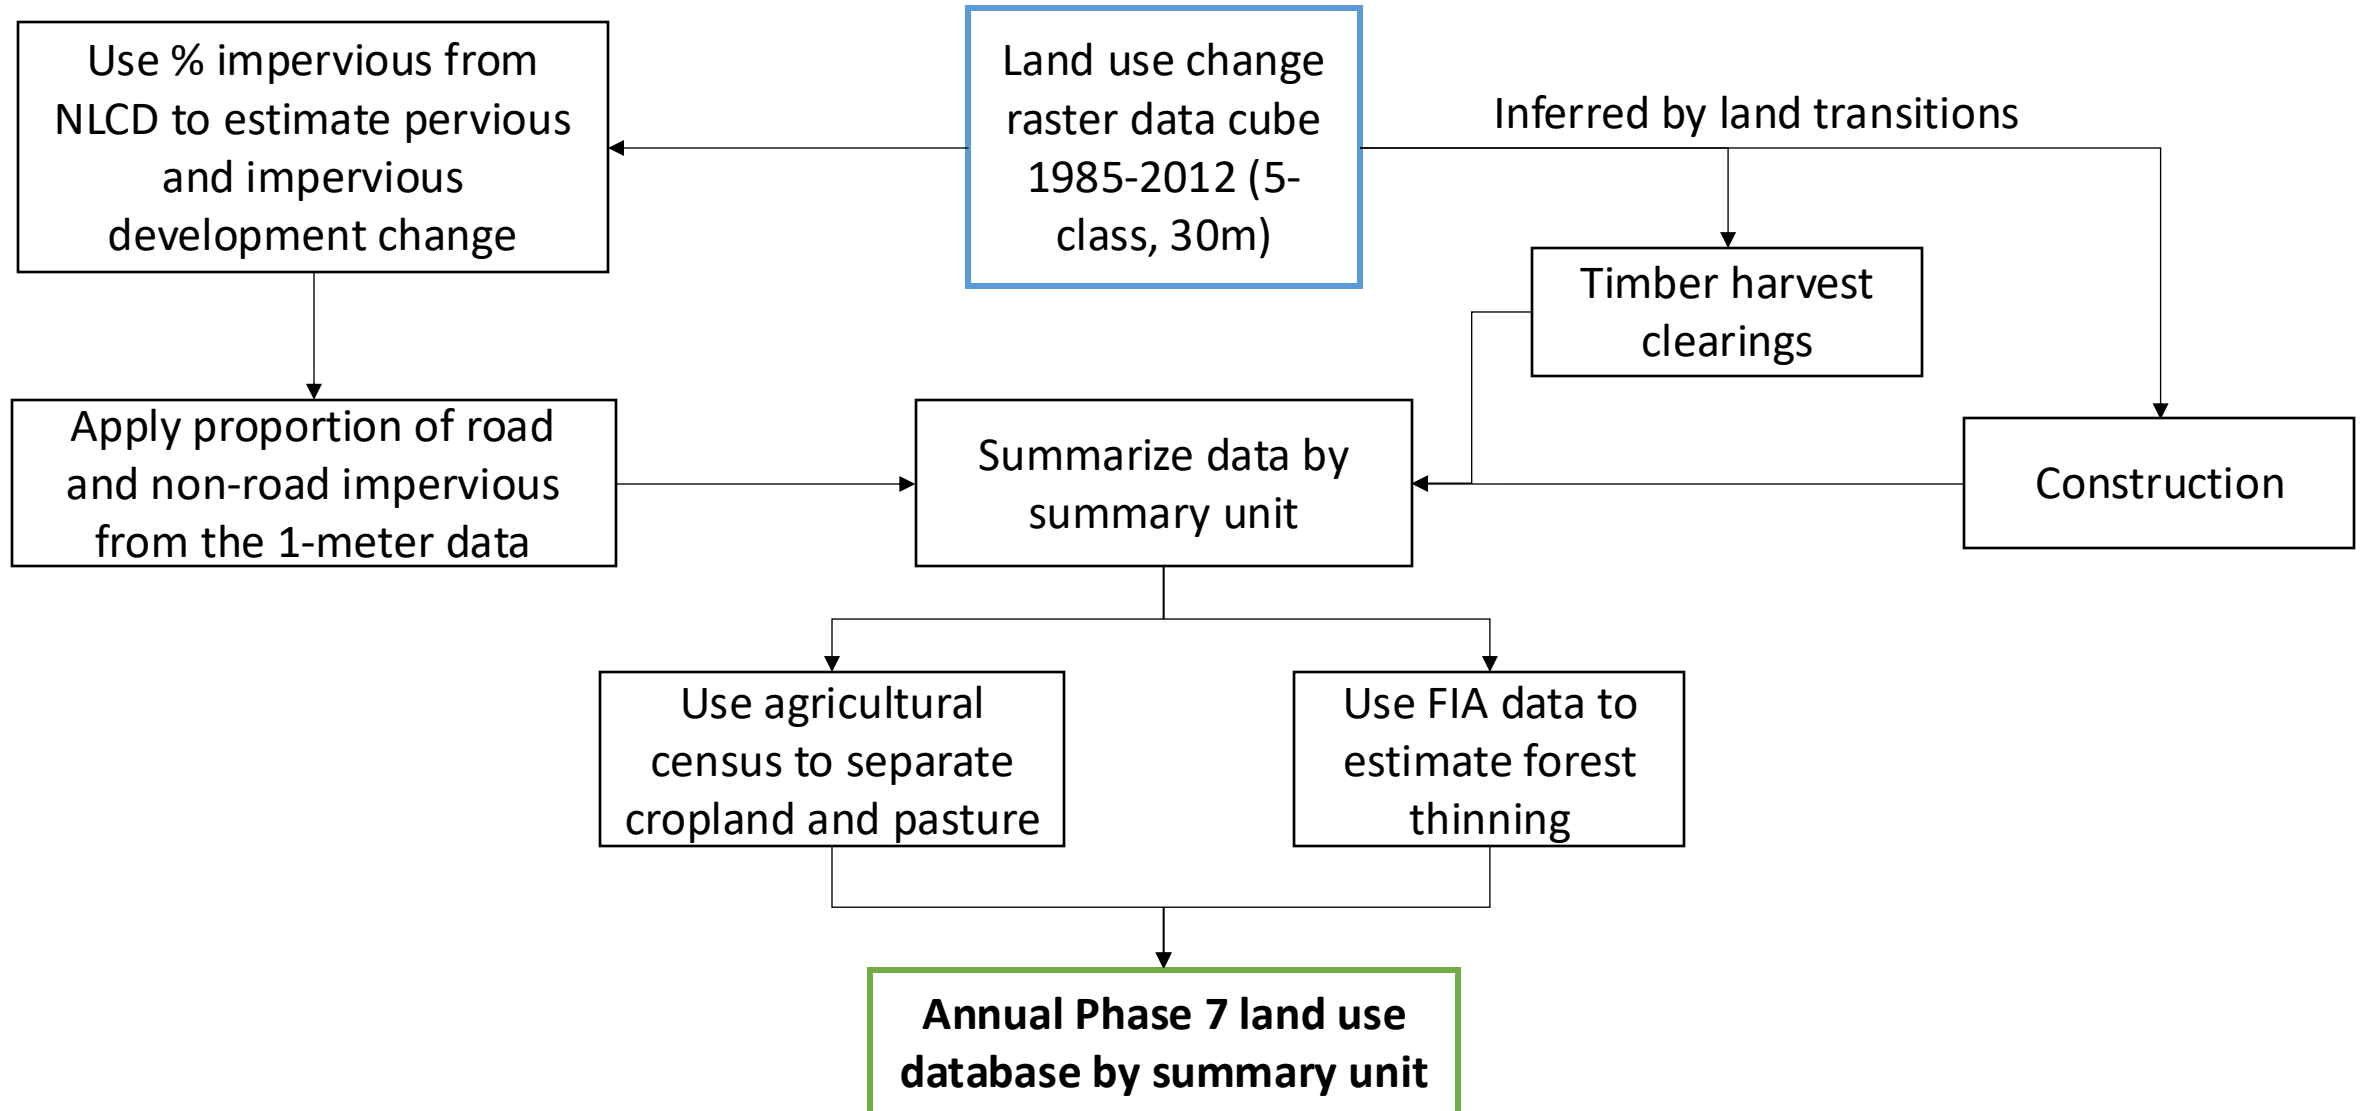 Use % impervious from
NLCD to estimate pervious
and impervious
development change
Land use change
raster data cube
1985-2012 (5-
class, 30m)
Inferred by land transitions
Timber harvest
clearings
Apply proportion of road
and non-road impervious
from the 1-meter data
Summarize data by
summary unit
Construction
Use agricultural
census to separate
cropland and pasture
Use FIA data to
estimate forest
thinning
Annual Phase 7 land use
database by summary unit